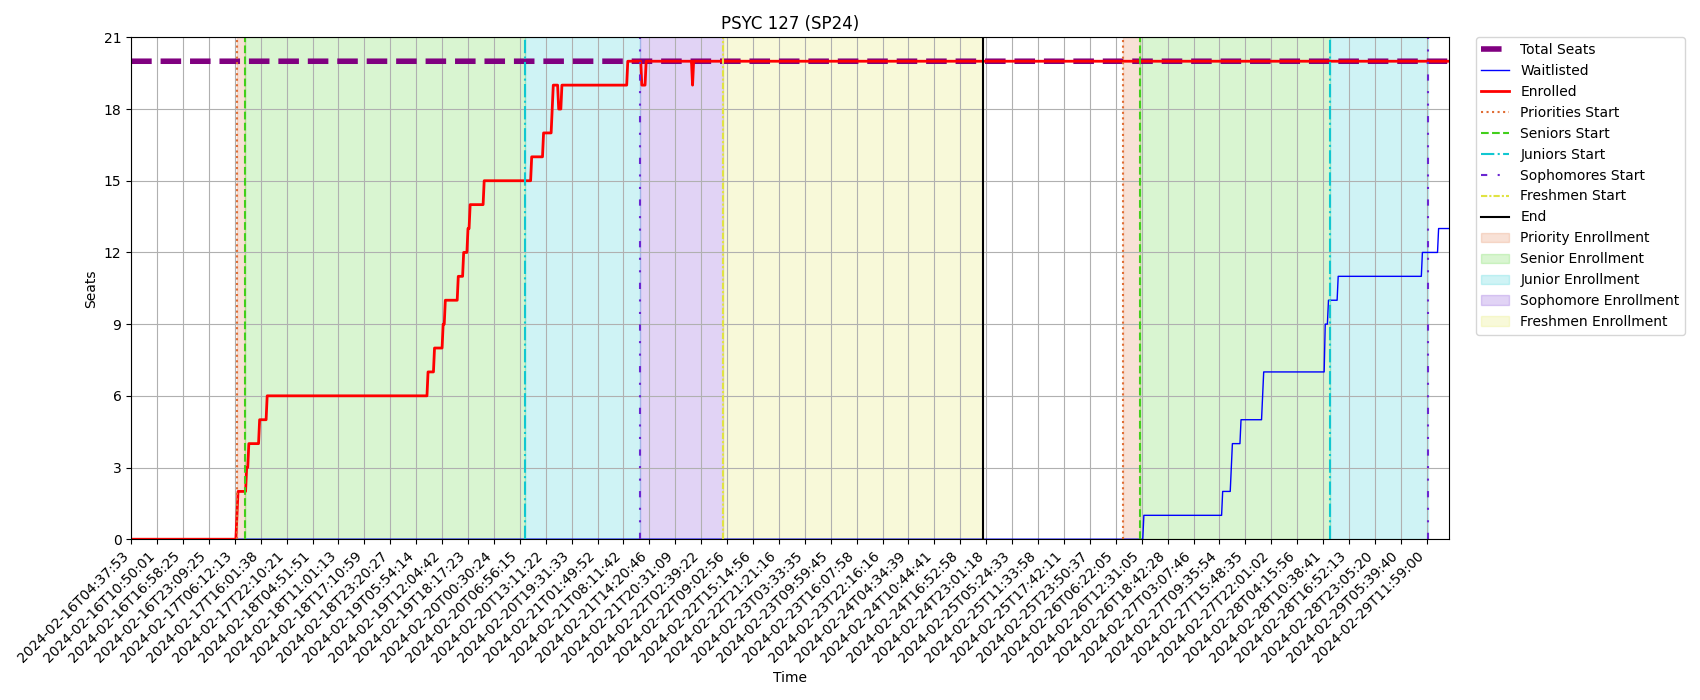 PSYC 127 (SP24)
Seats
21
18
15
12
9
6
3
0
2024-02-16T04:37:53
2024-02-16T10:50:01
2024-02-16T16:58:25
2024-02-16T23:09:25
2024-02-17T06:12:13
2024-02-17T16:01:38
2024-02-17T22:10:21
2024-02-18T04:51:51
2024-02-18T11:01:13
2024-02-18T17:10:59
2024-02-18T23:20:27
2024-02-19T05:54:14
2024-02-19T12:04:42
2024-02-19T18:17:23
2024-02-20T00:30:24
2024-02-20T06:56:15
2024-02-20T13:11:22
2024-02-20T19:31:33
2024-02-21T01:49:52
2024-02-21T08:11:42
2024-02-21T14:20:46
2024-02-21T20:31:09
2024-02-22T02:39:22
2024-02-22T09:02:56
2024-02-22T15:14:56
2024-02-22T21:21:16
2024-02-23T03:33:35
2024-02-23T09:59:45
2024-02-23T16:07:58
2024-02-23T22:16:16
2024-02-24T04:34:39
2024-02-24T10:44:41
2024-02-24T16:52:58
2024-02-24T23:01:18
2024-02-25T05:24:33
2024-02-25T11:33:58
2024-02-25T17:42:11
2024-02-25T23:50:37
2024-02-26T06:22:05
2024-02-26T12:31:05
2024-02-26T18:42:28
2024-02-27T03:07:46
2024-02-27T09:35:54
2024-02-27T15:48:35
2024-02-27T22:01:02
2024-02-28T04:15:56
2024-02-28T10:38:41
2024-02-28T16:52:13
2024-02-28T23:05:20
2024-02-29T05:39:40
2024-02-29T11:59:00
Time
Total Seats
Waitlisted
Enrolled
Priorities Start
Seniors Start
Juniors Start
Sophomores Start
Freshmen Start
End
Priority Enrollment
Senior Enrollment
Junior Enrollment
Sophomore Enrollment
Freshmen Enrollment